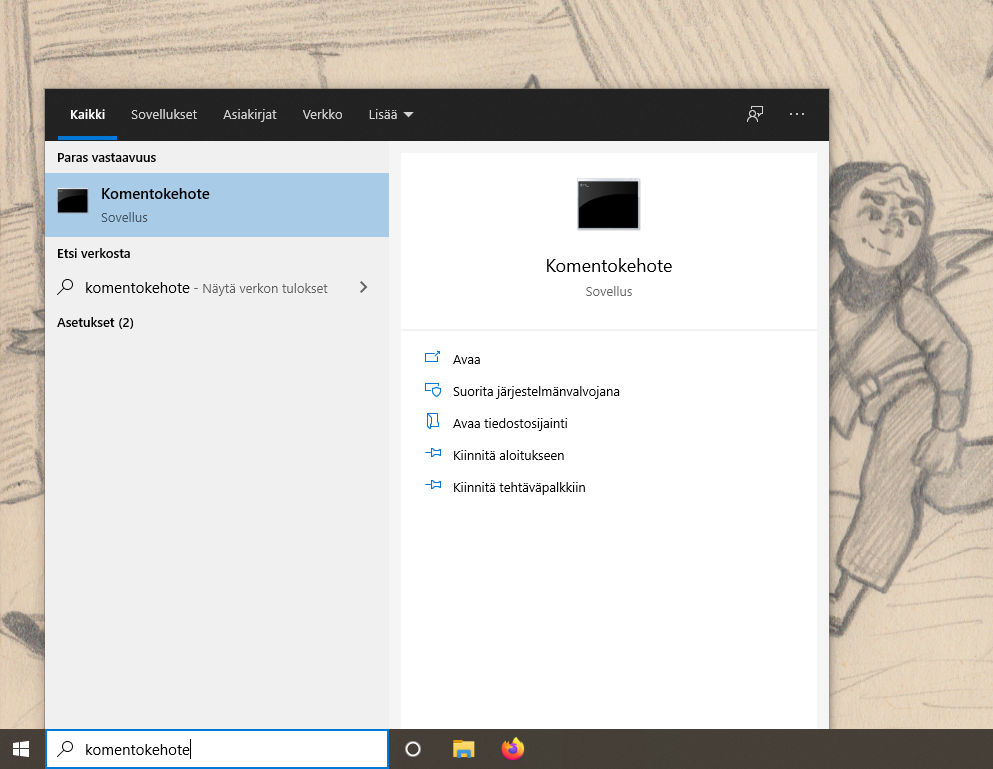 Kaikki Sovellukset Asiakirjat Verkko Lisää
Paras vastaavuus
Komentokehote
Sovellus
Etsi verkosta
komentokehote - Näytä verkon tulokset
Asetukset (2)
Komentokehote
Sovellus
Avaa
Suorita järjestelmänvalvojana
Avaa tiedostosijainti
Kiinnitä aloitukseen
Kiinnitä tehtäväpalkkiin
komentokehote